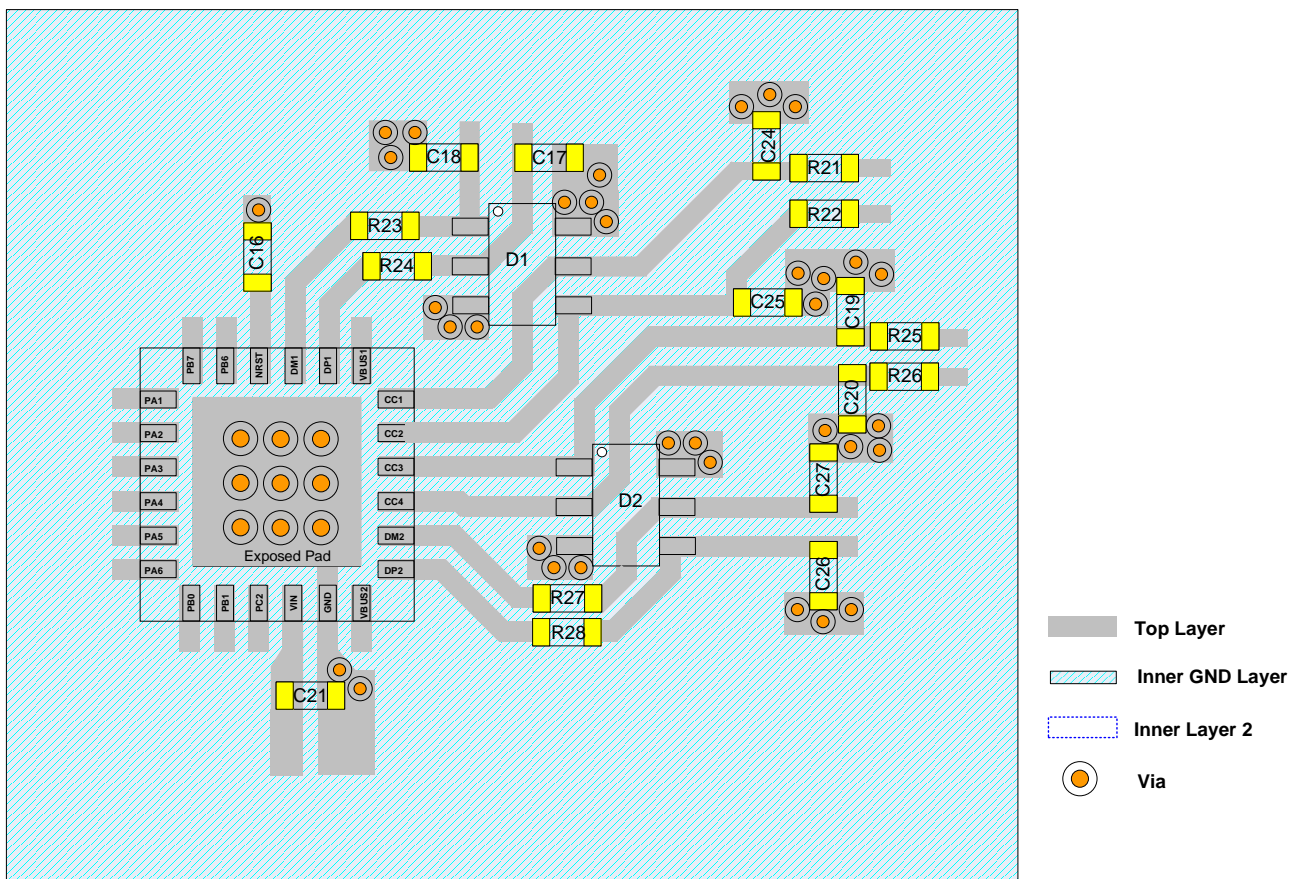 C24
C18
C17
R21
R22
R23
R24
C16
D1
C25
C19
R25
R26
C20
PB7
PB6
NRST
DM1
DP1
VBUS1
PA1
PA2
PA3
PA4
PA5
PA6
CC1
CC2
CC3
CC4
DM2
DP2
Exposed Pad
PB0
PB1
PC2
VIN
GND
VBUS2
D2
C27
C26
R27
R28
C21
Top Layer
Inner GND Layer
Inner Layer 2
Via